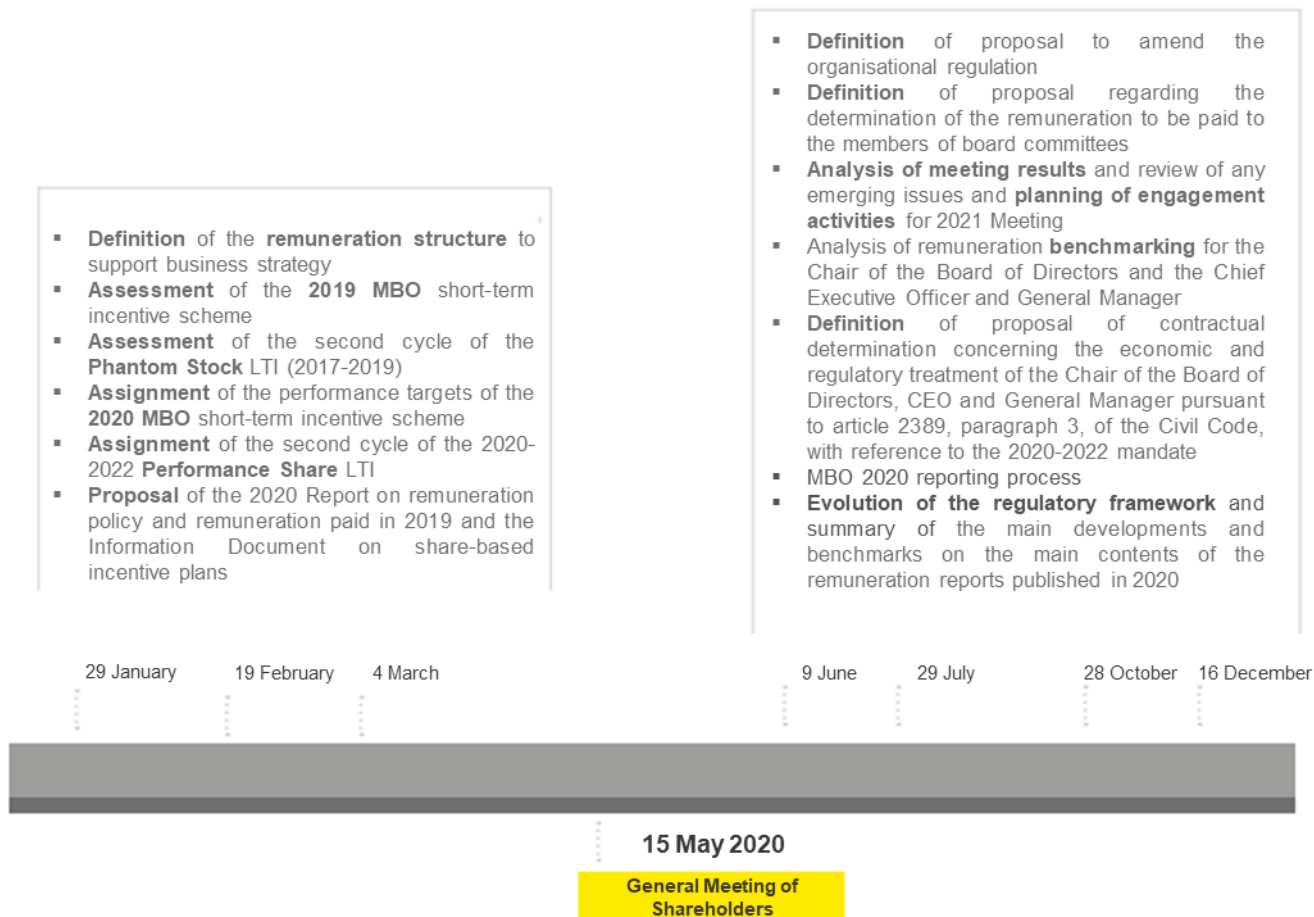 ▪ Definition of the remuneration structure to
support business strategy
▪ Assessment of the 2019 MBO short-term
incentive scheme
▪ Assessment of the second cycle of the
Phantom Stock LTI (2017-2019)
▪ Assignment of the performance targets of the
2020 MBO short-term incentive scheme
▪ Assignment of the second cycle of the 2020-
2022 Performance Share LTI
▪ Proposal of the 2020 Report on remuneration
policy and remuneration paid in 2019 and the
Information Document on share-based
incentive plans
▪ Definition of proposal to amend the
organisational regulation
▪ Definition of proposal regarding the
determination of the remuneration to be paid to
the members of board committees
▪ Analysis of meeting results and review of any
emerging issues and planning of engagement
activities for 2021 Meeting
▪ Analysis of remuneration benchmarking for the
Chair of the Board of Directors and the Chief
Executive Officer and General Manager
▪ Definition of proposal of contractual
determination concerning the economic and
regulatory treatment of the Chair of the Board of
Directors, CEO and General Manager pursuant
to article 2389, paragraph 3, of the Civil Code,
with reference to the 2020-2022 mandate
▪ MBO 2020 reporting process
▪ Evolution of the regulatory framework and
summary of the main developments and
benchmarks on the main contents of the
remuneration reports published in 2020
29 January 19 February 4 March 9 June 29 July 28 October 16 December
15 May 2020
General Meeting of
Shareholders